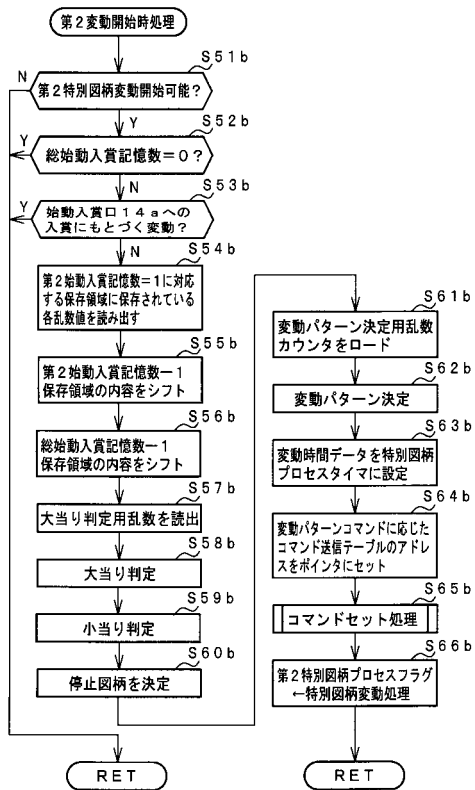 第2変動開始時処理
S51b
N
第2特別図柄変動開始可能?
Y
S52b
Y
総始動入賞記憶数=0?
N
S53b
Y
始動入賞口14aへの
入賞にもとづく変動?
N
S54b
第2始動入賞記憶数=1に対応
する保存領域に保存されている
各乱数値を読み出す
S55b
第2始動入賞記憶数-1
保存領域の内容をシフト
S56b
総始動入賞記憶数-1
保存領域の内容をシフト
S57b
大当り判定用乱数を読出
S58b
大当り判定
S59b
小当り判定
S60b
停止図柄を決定
RET
S61b
変動パターン決定用乱数
カウンタをロード
S62b
変動パターン決定
S63b
変動時間データを特別図柄
プロセスタイマに設定
S64b
変動パターンコマンドに応じた
コマンド送信テーブルのアドレ
スをポインタにセット
S65b
コマンドセット処理
S66b
第2特別図柄プロセスフラグ
←特別図柄変動処理
RET